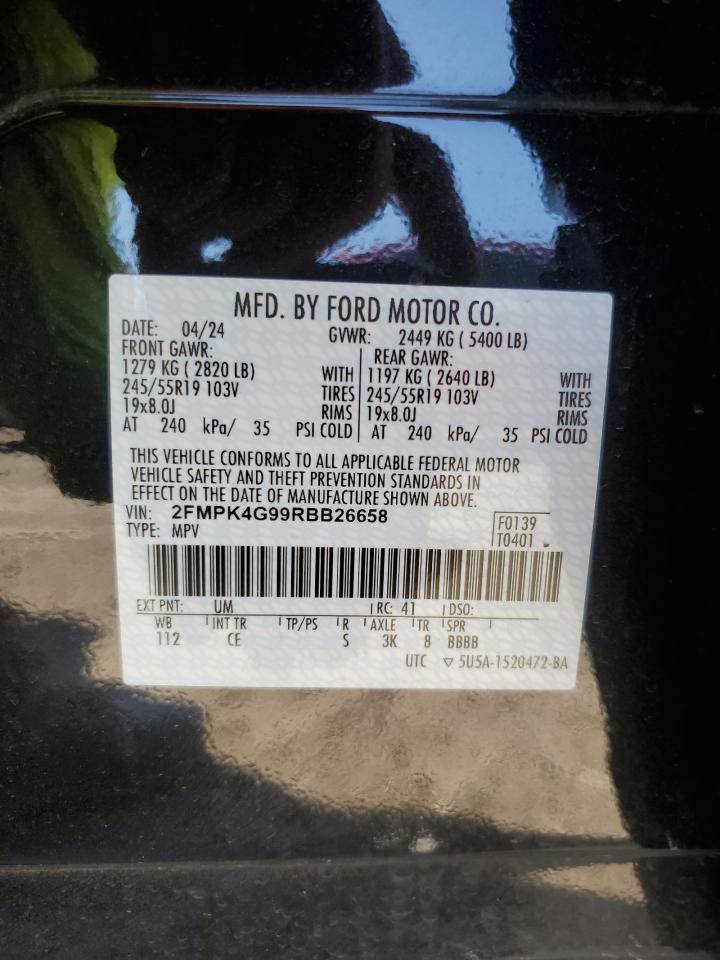 MFD. BY FORD MOTOR CO.
DATE: 04/24 GVWR: 2449 KG ( 5400 LB)
FRONT GAWR: REAR GAWR:
1279 KG ( 2820 LB) WITH 1197 KG ( 2640 LB) WITH
245/55R19 103V TIRES 245/55R19 103V TIRES
19x8.0J RIMS 19x8.0J RIMS
AT 240 kPa/ 35 PSI COLD AT 240 kPa/ 35 PSI COLD
THIS VEHICLE CONFORMS TO ALL APPLICABLE FEDERAL MOTOR
VEHICLE SAFETY AND THEFT PREVENTION STANDARDS IN
EFFECT ON THE DATE OF MANUFACTURE SHOWN ABOVE.
VIN: 2FMPK4G99RBB26658 F0139
TYPE: MPV T0401
EXT PNT: UM RC: 41 DSO:
WB INT TR TP/PS R AXLE TR SPR
112 CE S 3K 8 BBBB
UTC ▽ 5U5A-1520472-BA